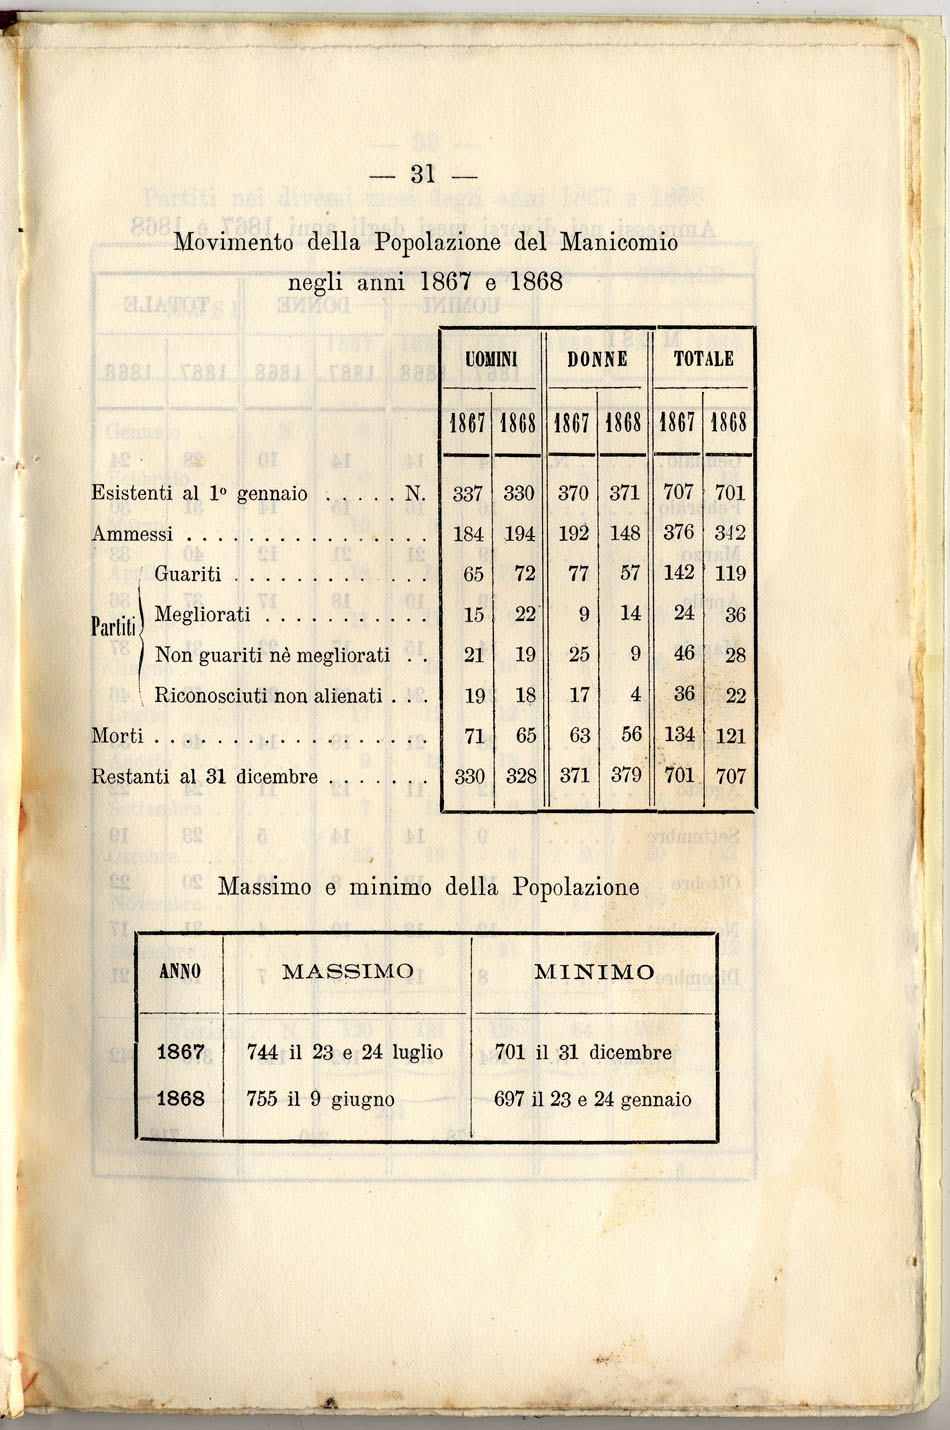 — 31 —
Movimento della Popolazione del Manicomio
negli anni 1867 e 1868
UOMINI DONNE TOTALE
1867 1868 1867 1868 1867 1868
Esistenti al 1º gennaio . . . . . N. 337 330 370 371 707 701
Ammessi . . . . . . . . . . . . . . . . 184 194 192 148 376 342
Partiti
Guariti . . . . . . . . . . . . 65 72 77 57 142 119
Megliorati . . . . . . . . . . . 15 22 9 14 24 36
Non guariti nè megliorati . . 21 19 25 9 46 28
Riconosciuti non alienati . . . 19 18 17 4 36 22
Morti . . . . . . . . . . . . . . . . . . 71 65 63 56 134 121
Restanti al 31 dicembre . . . . . . . 330 328 371 379 701 707
Massimo e minimo della Popolazione
ANNO MASSIMO MINIMO
1867 744 il 23 e 24 luglio 701 il 31 dicembre
1868 755 il 9 giugno 697 il 23 e 24 gennaio